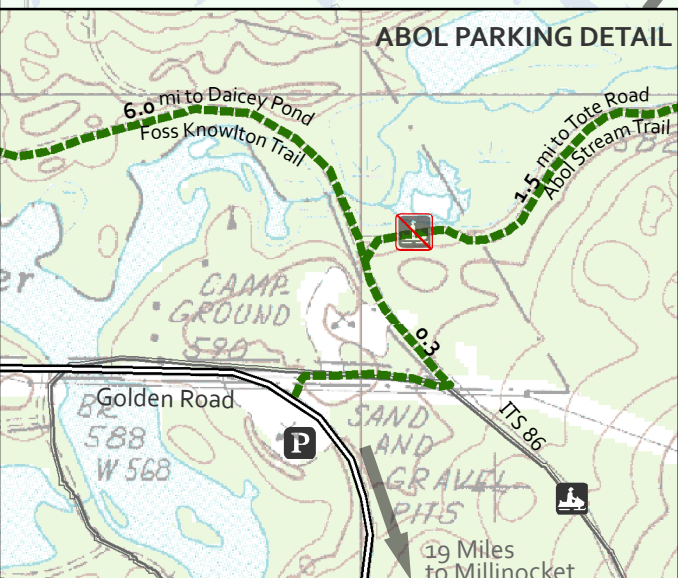 ABOL PARKING DETAIL
6.0 mi to Daicey Pond
Foss Knowlton Trail
1.5 mi to Tote Road
Abol Stream Trail
CAMP-
GROUND
590
0.3
Golden Road
BR
588
W 568
P
SAND
AND
GRAVEL
PITS
ITS 86
19 Miles
to Millinocket